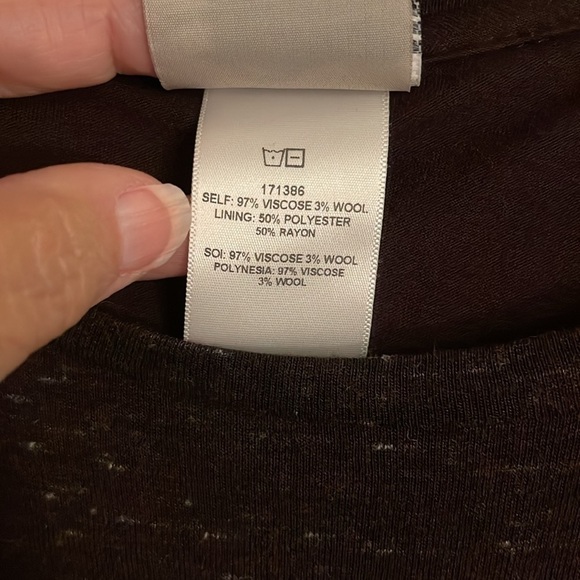 171386
SELF: 97% VISCOSE 3% WOOL
LINING: 50% POLYESTER
50% RAYON
SOI: 97% VISCOSE 3% WOOL
POLYNESIA: 97% VISCOSE
3% WOOL